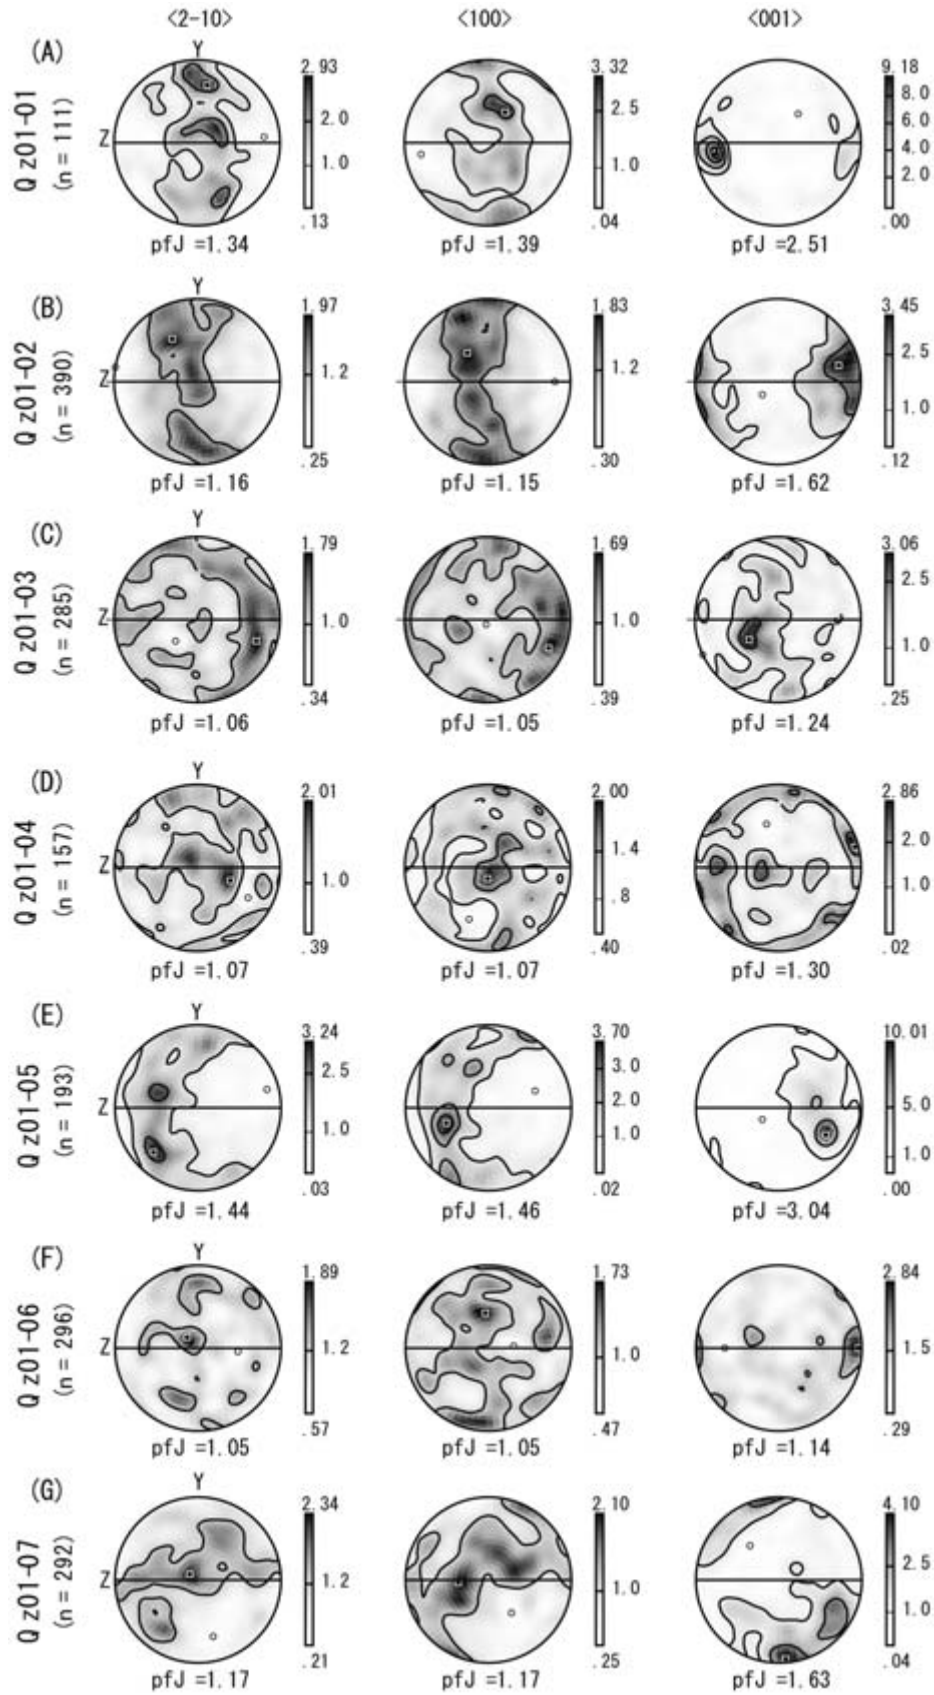 <2-10> <100> <001>
(A) Y
Q z01-01
(n = 111)
Z
2.93
2.0
1.0
.13
3.32
2.5
1.0
.04
9.18
8.0
6.0
4.0
2.0
.00
pfJ =1.34 pfJ =1.39 pfJ =2.51
(B) Y
Q z01-02
(n = 390)
Z
1.97
1.2
.25
1.83
1.2
.30
3.45
2.5
1.0
.12
pfJ =1.16 pfJ =1.15 pfJ =1.62
(C) Y
Q z01-03
(n = 285)
Z
1.79
1.0
.34
1.69
1.0
.39
3.06
2.5
1.0
.25
pfJ =1.06 pfJ =1.05 pfJ =1.24
(D) Y
Q z01-04
(n = 157)
Z
2.01
1.0
.39
2.00
1.4
.8
.40
2.86
2.0
1.0
.02
pfJ =1.07 pfJ =1.07 pfJ =1.30
(E) Y
Q z01-05
(n = 193)
Z
3.24
2.5
1.0
.03
3.70
3.0
2.0
1.0
.02
10.01
5.0
1.0
.00
pfJ =1.44 pfJ =1.46 pfJ =3.04
(F) Y
Q z01-06
(n = 296)
Z
1.89
1.2
.57
1.73
1.0
.47
2.84
1.5
.29
pfJ =1.05 pfJ =1.05 pfJ =1.14
(G) Y
Q z01-07
(n = 292)
Z
2.34
1.2
.21
2.10
1.0
.25
4.10
2.5
1.0
.04
pfJ =1.17 pfJ =1.17 pfJ =1.63